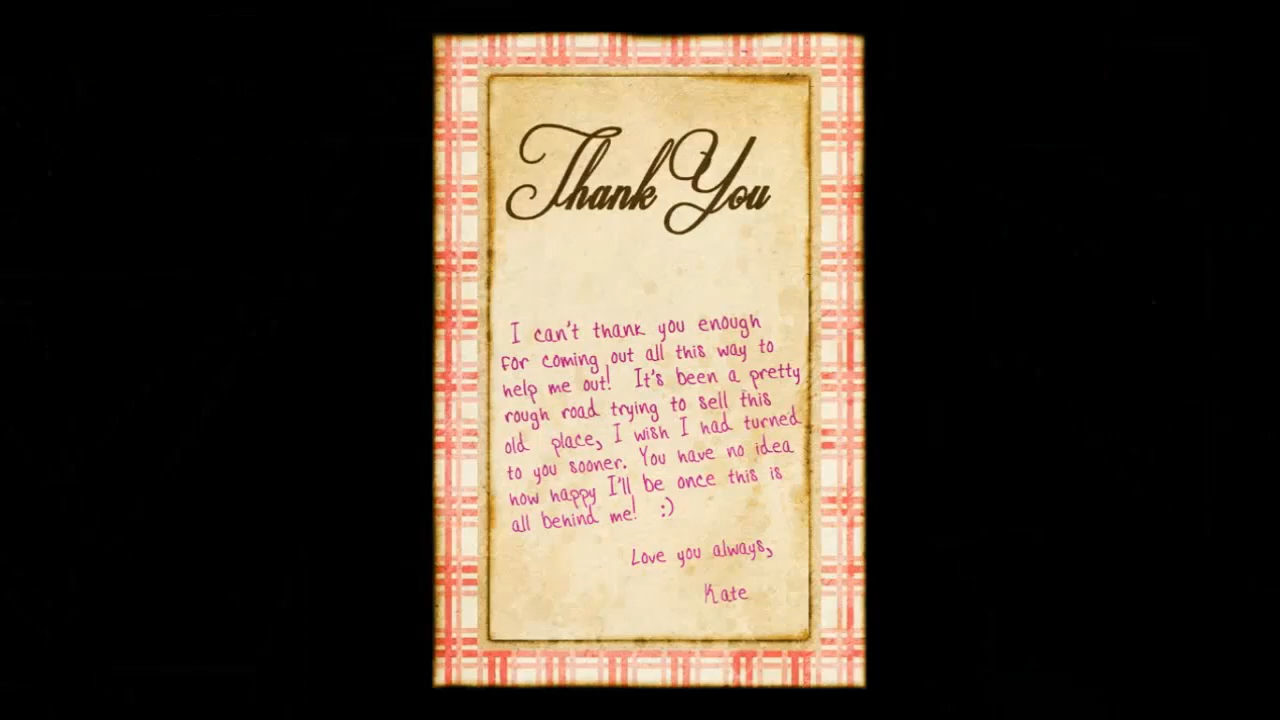 Thank You
I can't thank you enough
for coming out all this way to
help me out! It's been a pretty
rough road trying to sell this
old place, I wish I had turned
to you sooner. You have no idea
how happy I'll be once this is
all behind me! :)
Love you always,
Kate